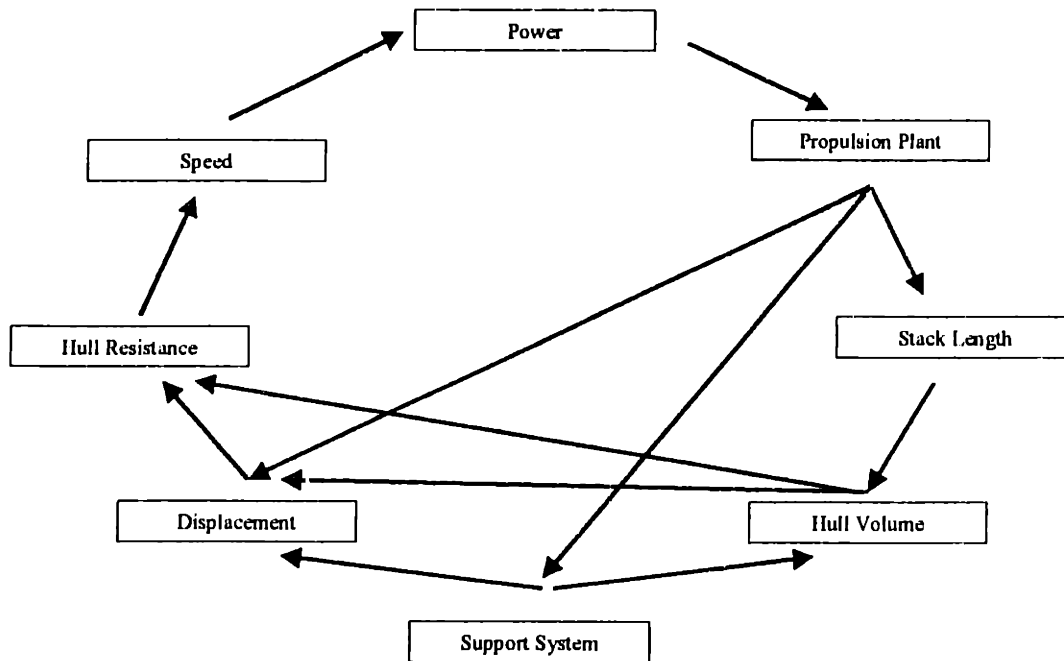 Power
Propulsion Plant
Speed
Stack Length
Hull Resistance
Displacement
Hull Volume
Support System